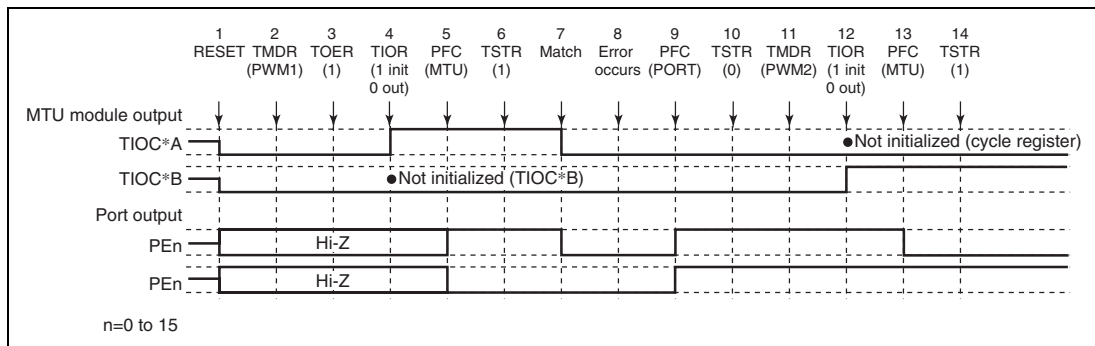 1 2 3 4 5 6 7 8 9 10 11 12 13 14
RESET TMDR TOER TIOR PFC TSTR Match Error PFC TSTR TMDR TIOR PFC TSTR
(PWM1) (1) (1 init (MTU) (1) occurs (PORT) (0) (PWM2) (1 init (MTU) (1)
0 out) 0 out)
MTU module output
TIOC*A
●Not initialized (cycle register)
TIOC*B
●Not initialized (TIOC*B)
Port output
PEn
Hi-Z
PEn
Hi-Z
n=0 to 15